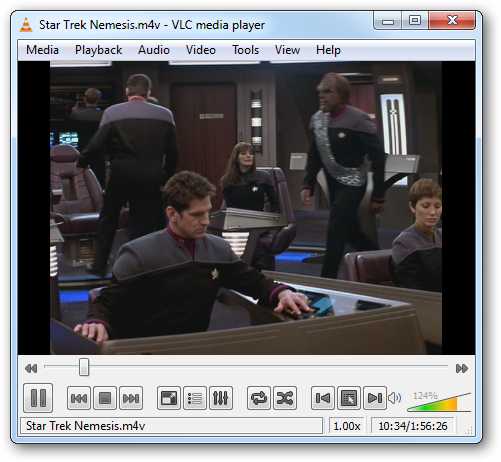 Star Trek Nemesis.m4v - VLC media player
Media Playback Audio Video Tools View Help
124%
Star Trek Nemesis.m4v 1.00x 10:34/1:56:26